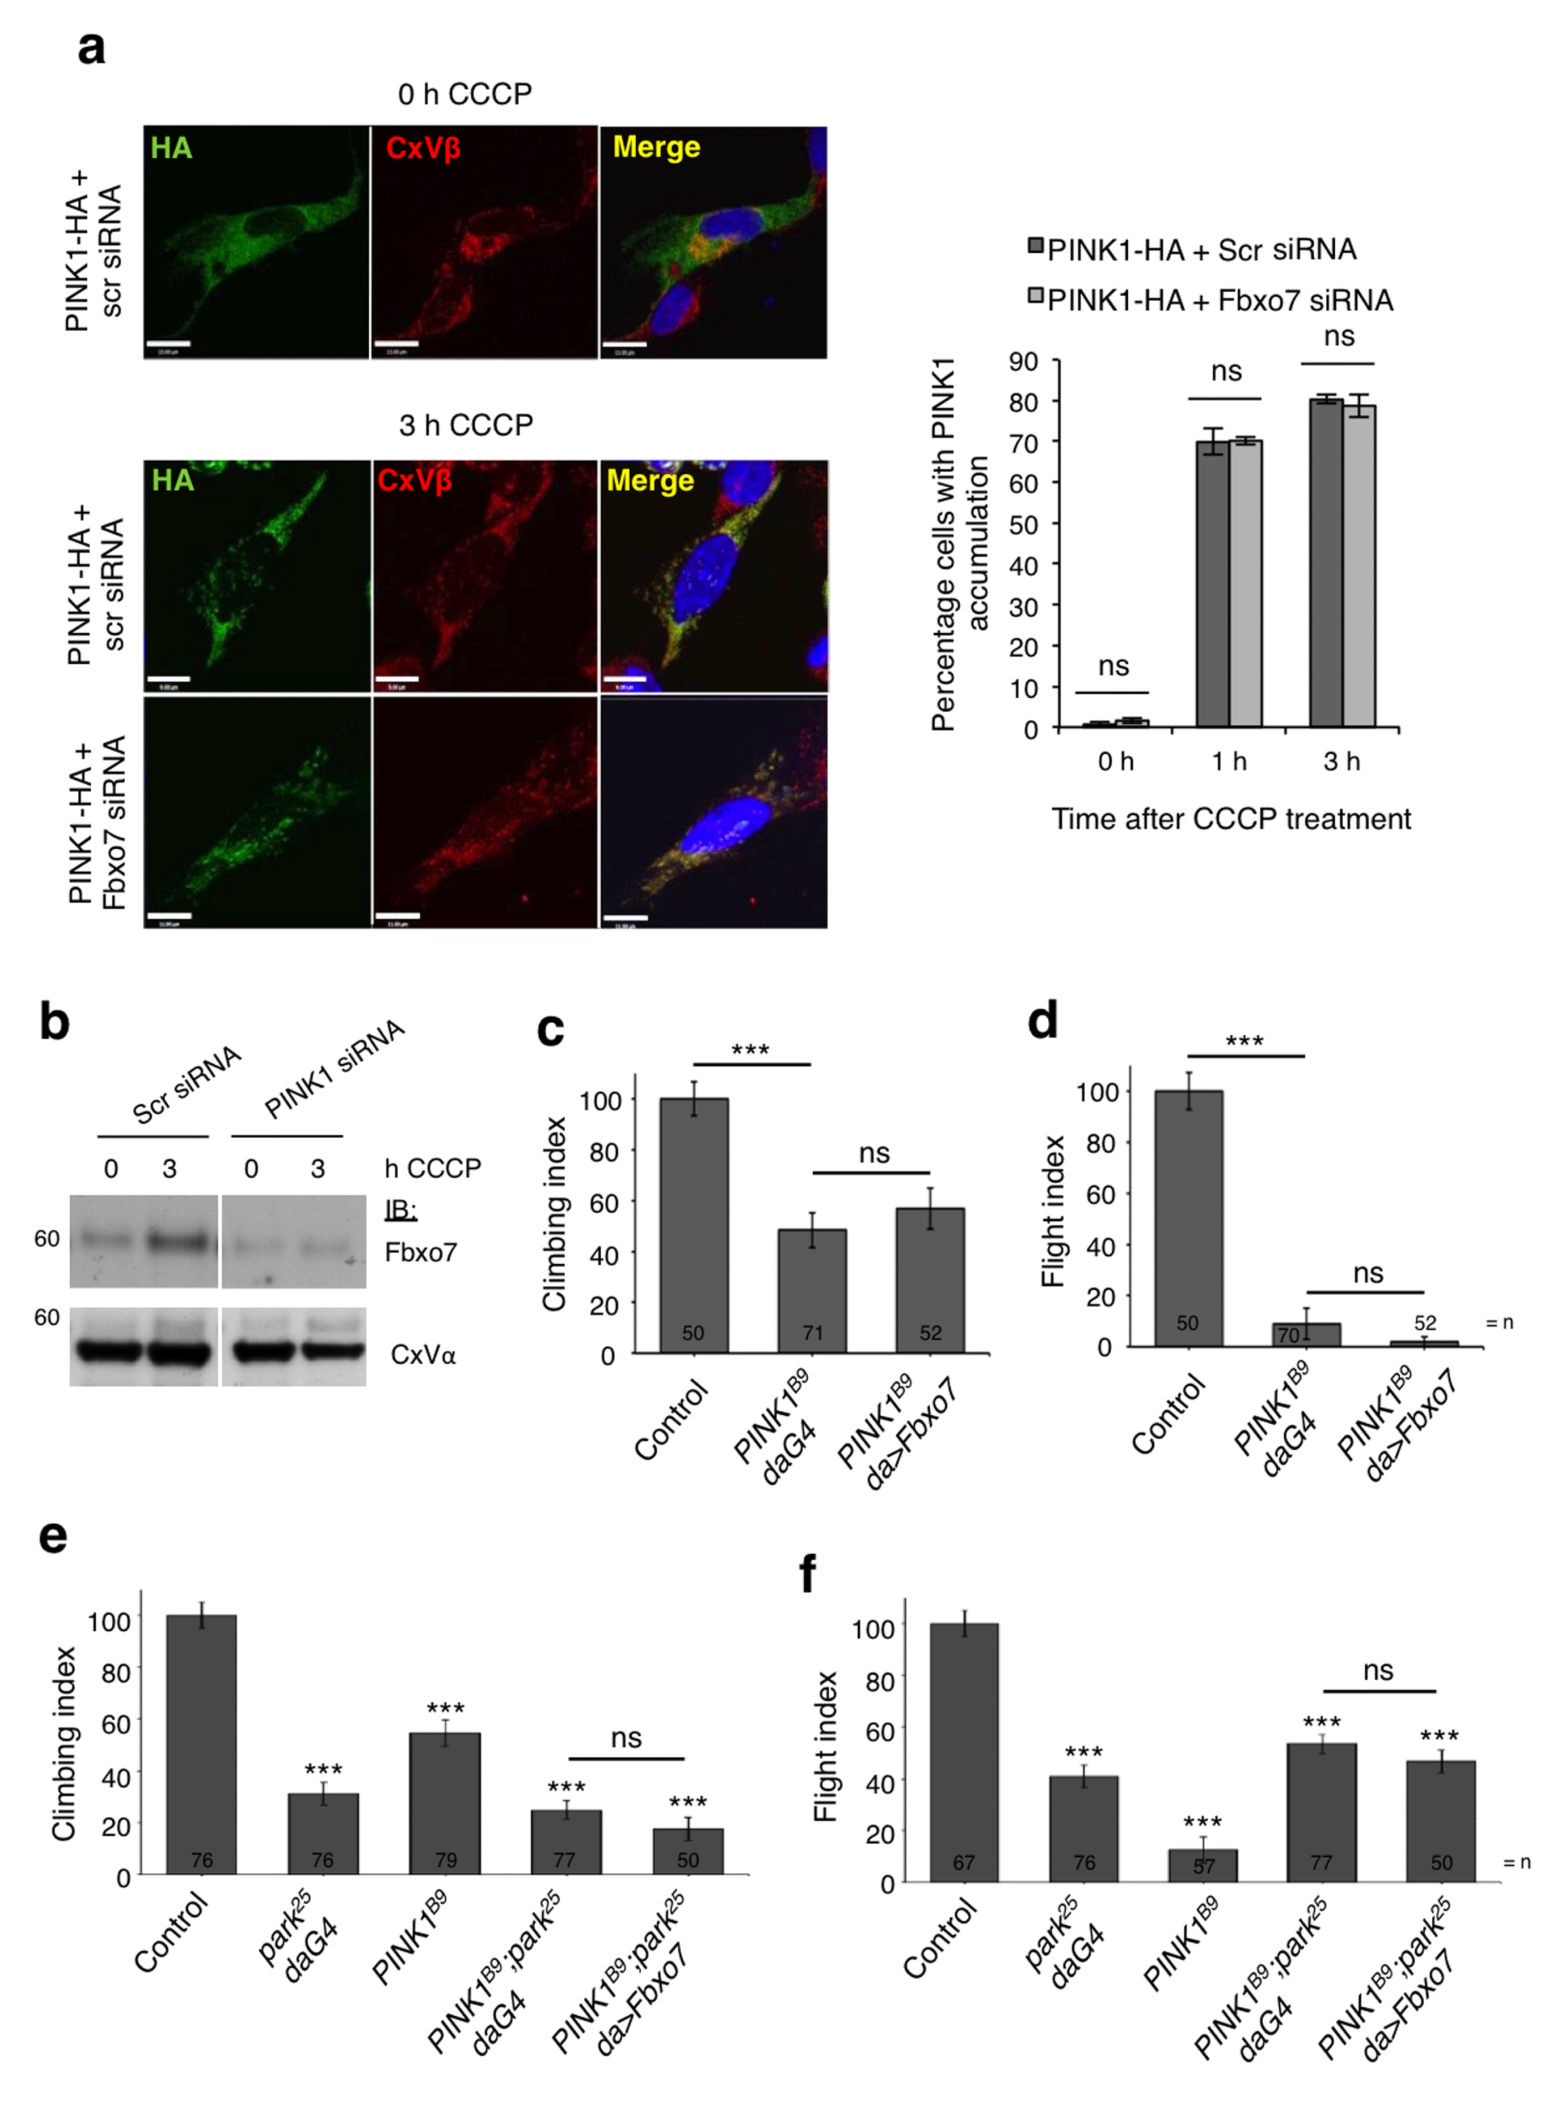 a
0 h CCCP
PINK1-HA +
scr siRNA
HA
CxVβ
Merge
3 h CCCP
PINK1-HA +
scr siRNA
HA
CxVβ
Merge
PINK1-HA +
Fbxo7 siRNA
PINK1-HA + Scr siRNA
PINK1-HA + Fbxo7 siRNA
Percentage cells with PINK1
accumulation
90
80
70
60
50
40
30
20
10
0
ns
ns
ns
0 h
1 h
3 h
Time after CCCP treatment
b
Scr siRNA
PINK1 siRNA
0 3 0 3 h CCCP
IB:
60
Fbxo7
60
CxVα
c
Climbing index
100
80
60
40
20
0
***
ns
50 71 52
Control
PINK1B9
daG4
PINK1B9
da>Fbxo7
d
Flight index
100
80
60
40
20
0
***
ns
50 70 52 = n
Control
PINK1B9
daG4
PINK1B9
da>Fbxo7
e
Climbing index
100
80
60
40
20
0
***
***
***
***
ns
76 76 79 77 50
Control
park25
daG4
PINK1B9
PINK1B9;park25
daG4
PINK1B9;park25
da>Fbxo7
f
Flight index
100
80
60
40
20
0
***
***
***
***
ns
67 76 57 77 50 = n
Control
park25
daG4
PINK1B9
PINK1B9;park25
daG4
PINK1B9;park25
da>Fbxo7